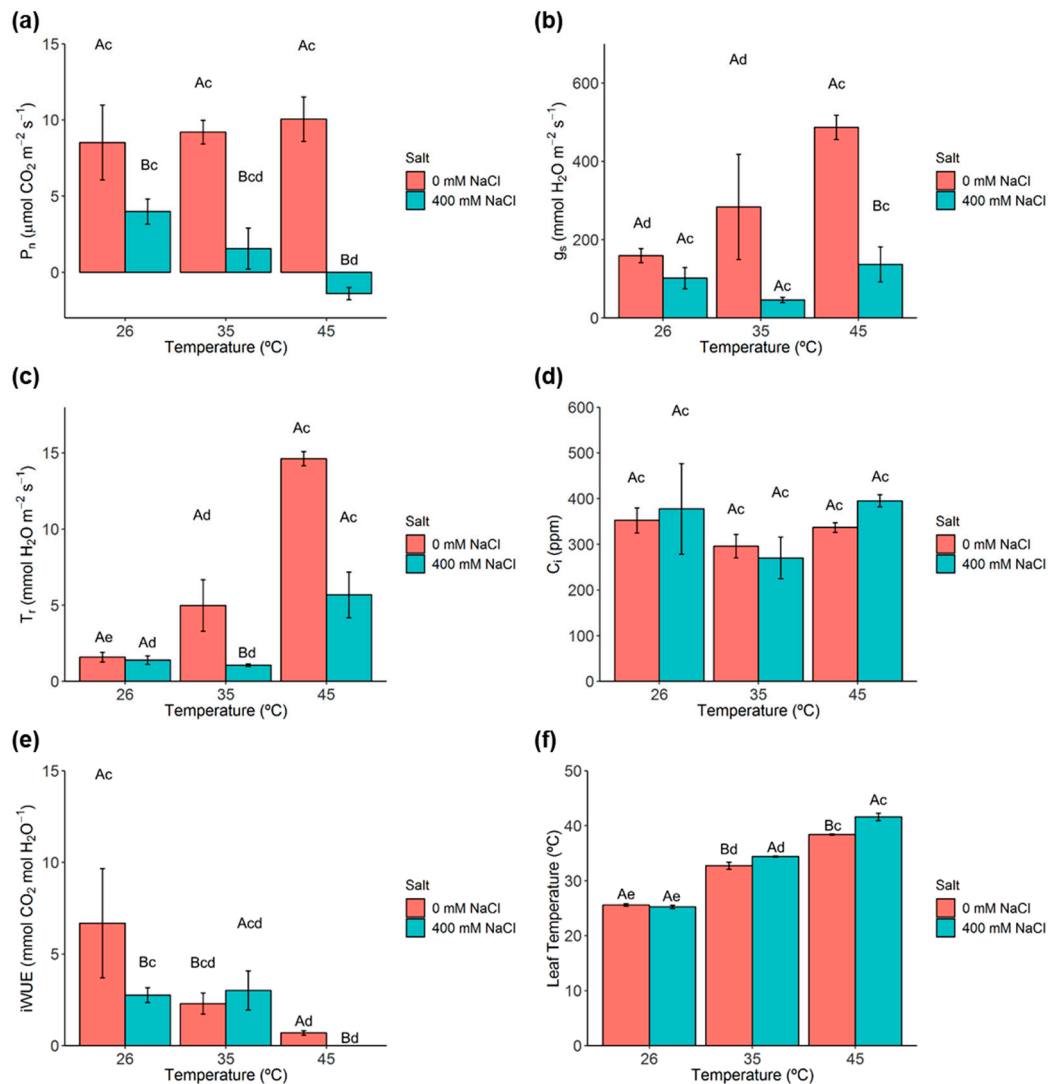 (a)
15
10
5
0
Pn (μmol CO2 m−2 s−1)
Ac
Bc
Ac
Bcd
Ac
Bd
26
35
45
Temperature (ºC)
Salt
0 mM NaCl
400 mM NaCl
(b)
600
400
200
0
gs (mmol H2O m−2 s−1)
Ad
Ac
Ad
Ac
Ac
Bc
26
35
45
Temperature (ºC)
Salt
0 mM NaCl
400 mM NaCl
(c)
15
10
5
0
Tr (mmol H2O m−2 s−1)
Ae
Ad
Ad
Bd
Ac
Ac
26
35
45
Temperature (ºC)
Salt
0 mM NaCl
400 mM NaCl
(d)
600
500
400
300
200
100
0
Ci (ppm)
Ac
Ac
Ac
Ac
Ac
Ac
26
35
45
Temperature (ºC)
Salt
0 mM NaCl
400 mM NaCl
(e)
15
10
5
0
iWUE (mmol CO2 mol H2O−1)
Ac
Bc
Bcd
Acd
Ad
Bd
26
35
45
Temperature (ºC)
Salt
0 mM NaCl
400 mM NaCl
(f)
50
40
30
20
10
0
Leaf Temperature (ºC)
Ae
Ae
Bd
Ad
Bc
Ac
26
35
45
Temperature (ºC)
Salt
0 mM NaCl
400 mM NaCl